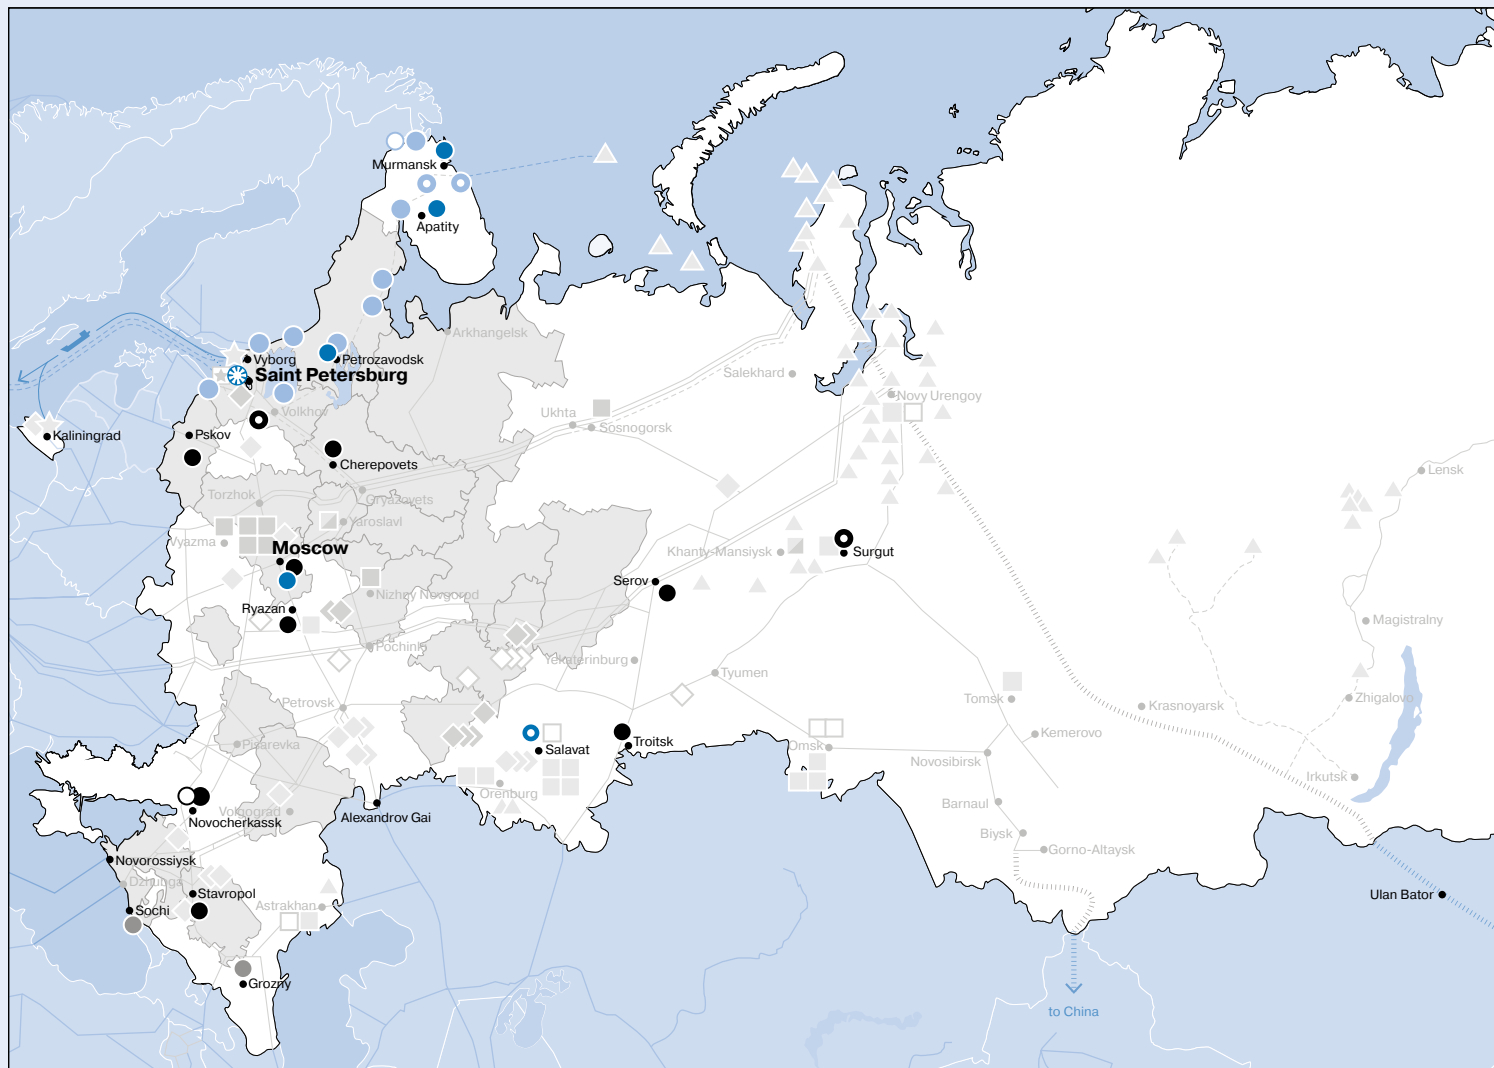 Murmansk
Apatity
Arkhangelsk
Vyborg
Petrozavodsk
Saint Petersburg
Salekhard
Novy Urengoy
Volkhov
Ukhta
Sosnogorsk
Kaliningrad
Pskov
Cherepovets
Lensk
Torzhok
Gryazovets
Yaroslavl
Vyazma
Moscow
Khanty-Mansiysk
Surgut
Serov
Nizhny Novgorod
Ryazan
Magistralny
Pochinki
Yekaterinburg
Tyumen
Petrovsk
Tomsk
Krasnoyarsk
Zhigalovo
Kemerovo
Pisarevka
Salavat
Troitsk
Omsk
Novosibirsk
Irkutsk
Orenburg
Barnaul
Volgograd
Novocherkassk
Alexandrov Gai
Biysk
Gorno-Altaysk
Novorossiysk
Dzhubga
Stavropol
Ulan Bator
Astrakhan
Sochi
Grozny
to China